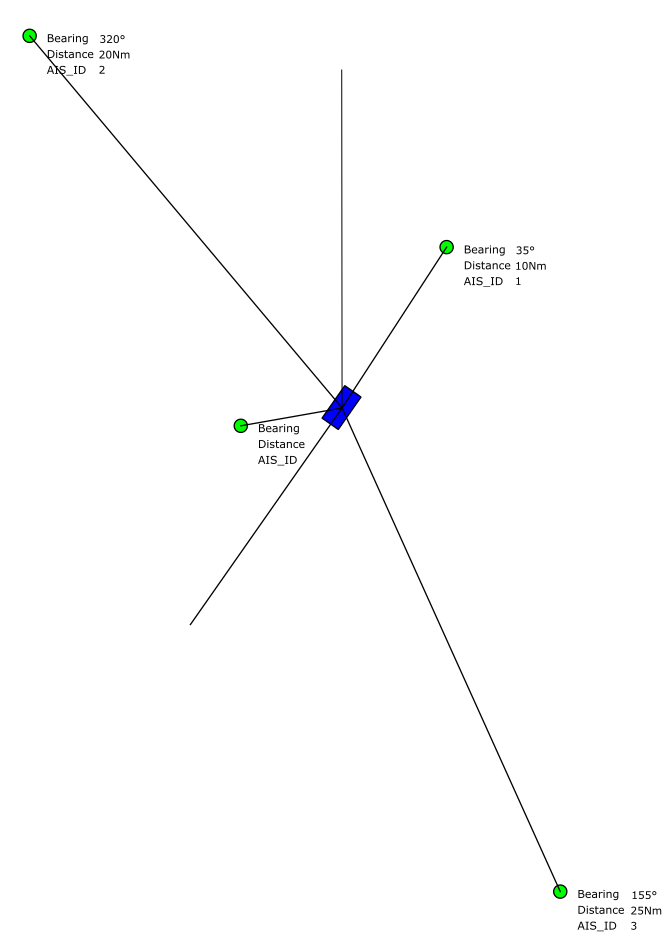 Bearing 320°
Distance 20Nm
AIS_ID 2
Bearing 35°
Distance 10Nm
AIS_ID 1
Bearing
Distance
AIS_ID
Bearing 155°
Distance 25Nm
AIS_ID 3